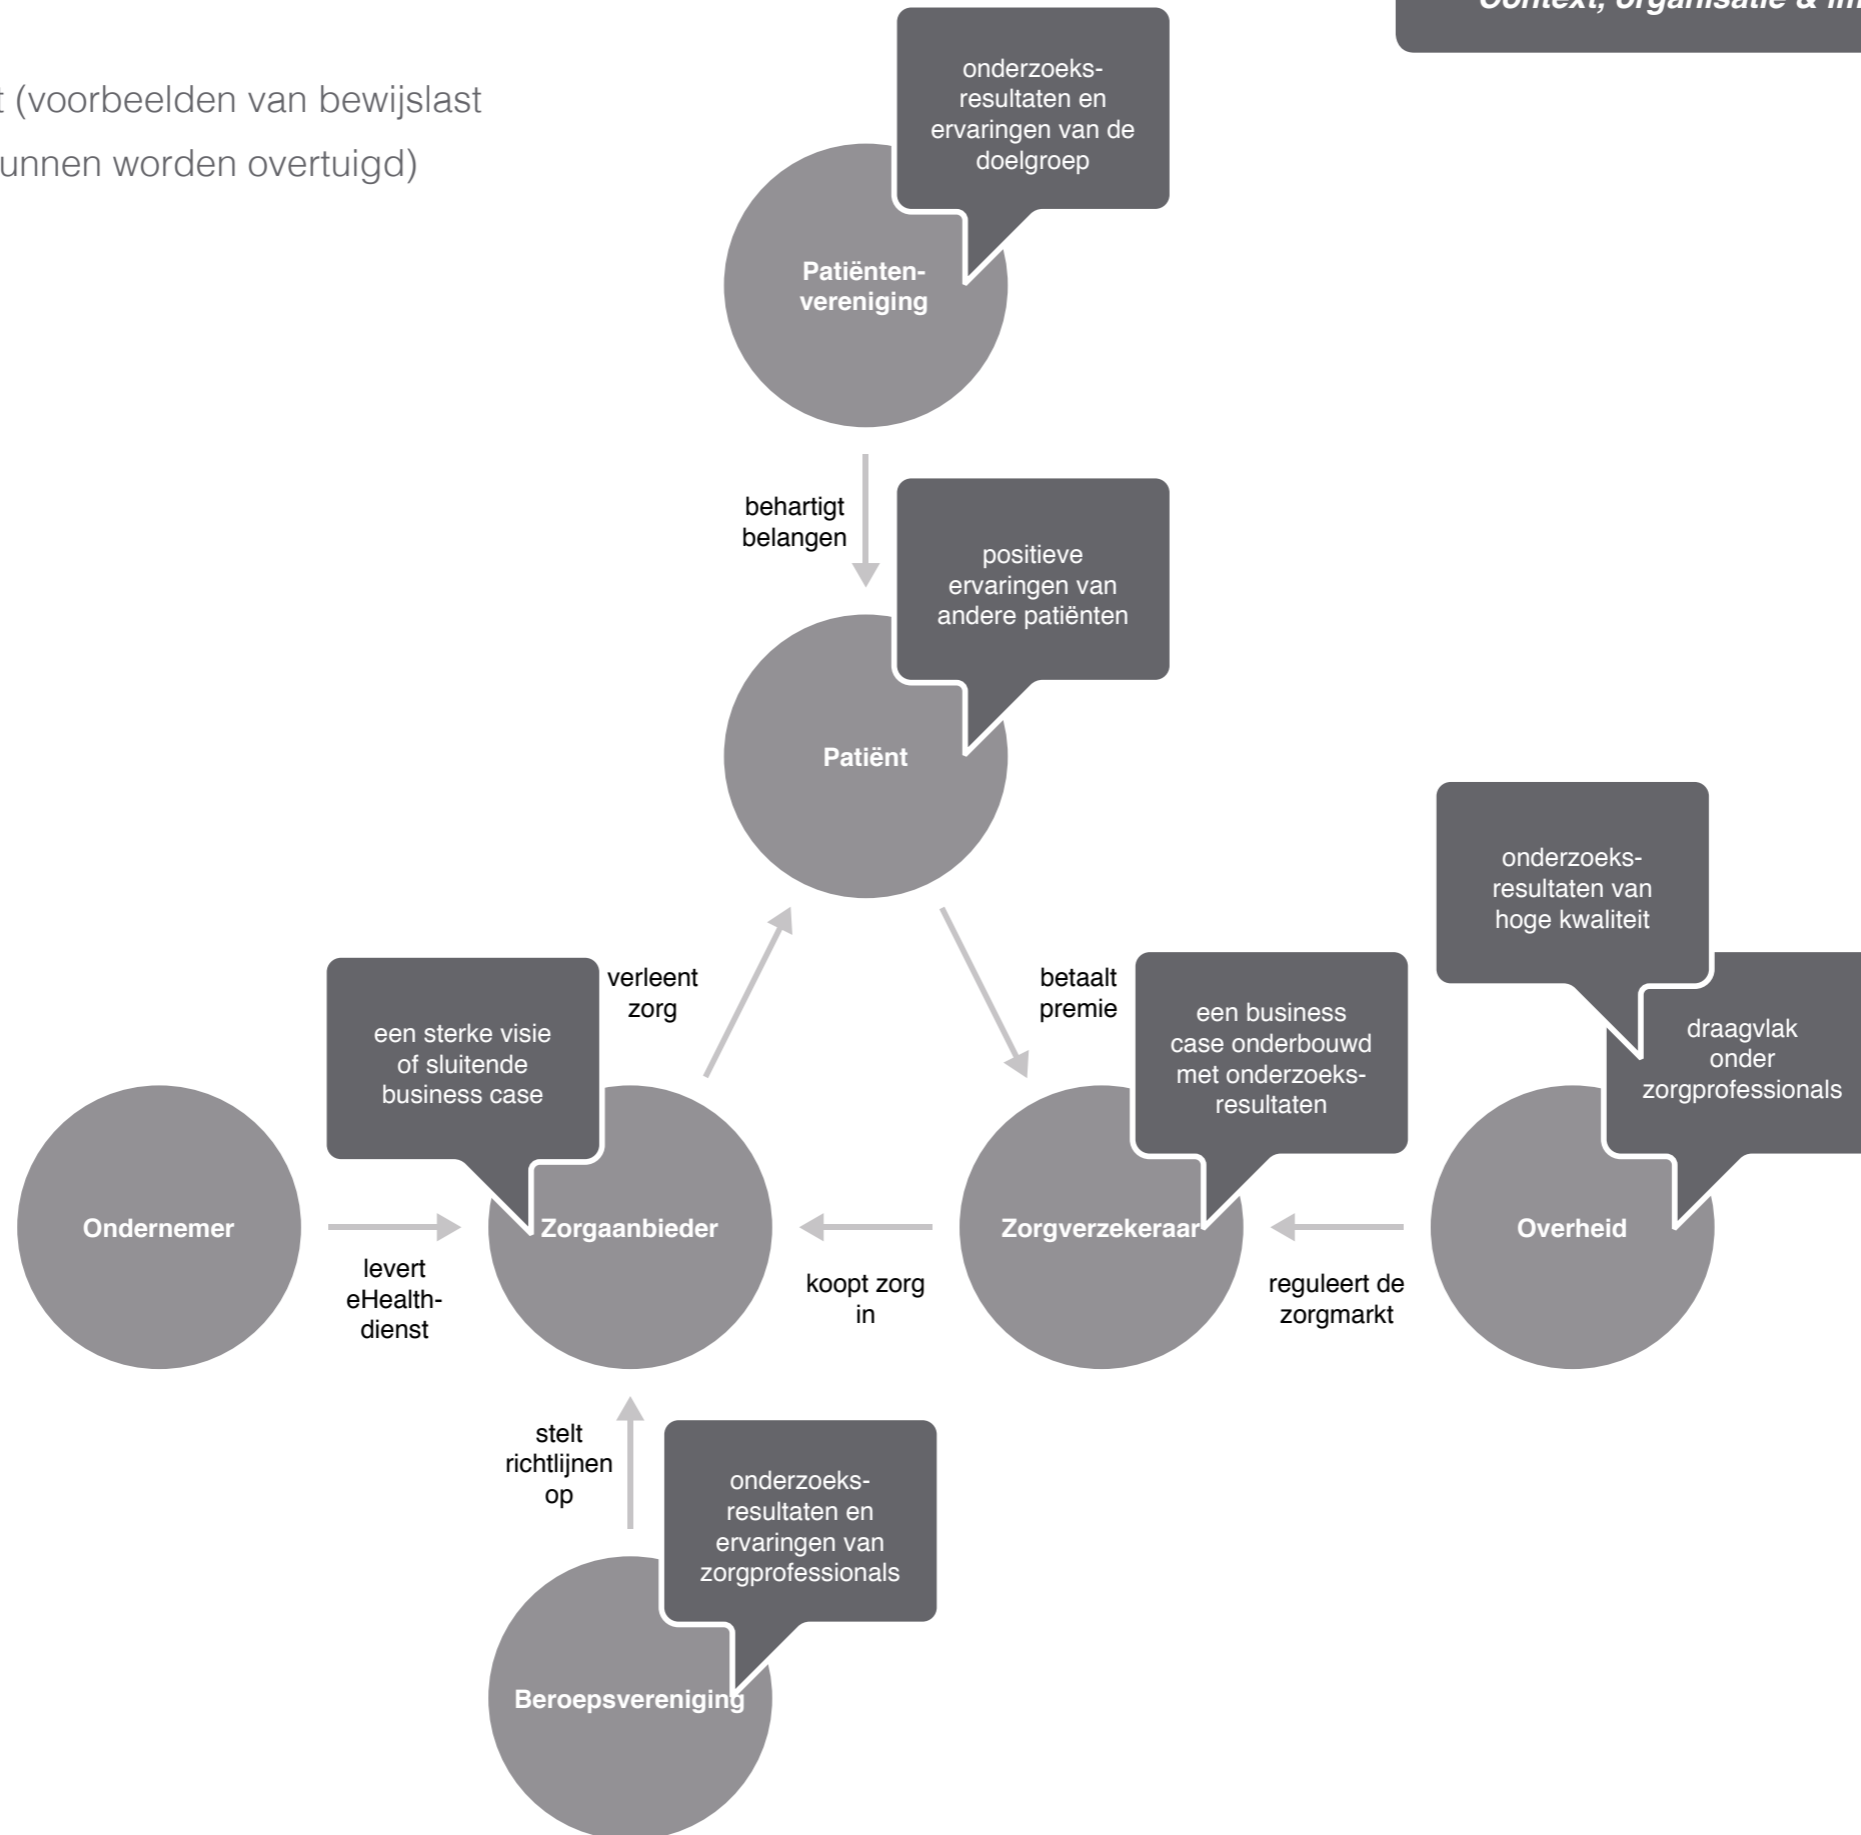 Context, organisatie &
t (voorbeelden van bewijslast
unnen worden overtuigd)
onderzoeks-
resultaten en
ervaringen van de
doelgroep
Patiënten-
vereniging
behartigt
belangen
positieve
ervaringen van
andere patiënten
Patiënt
onderzoeks-
resultaten van
hoge kwaliteit
verleent
zorg
betaalt
premie
een sterke visie
of sluitende
business case
een business
case onderbouwd
met onderzoeks-
resultaten
draagvlak
onder
zorgprofessionals
Ondernemer
levert
eHealth-
dienst
Zorgaanbieder
koopt zorg
in
Zorgverzekeraar
reguleert de
zorgmarkt
Overheid
stelt
richtlijnen
op
onderzoeks-
resultaten en
ervaringen van
zorgprofessionals
Beroepsvereniging